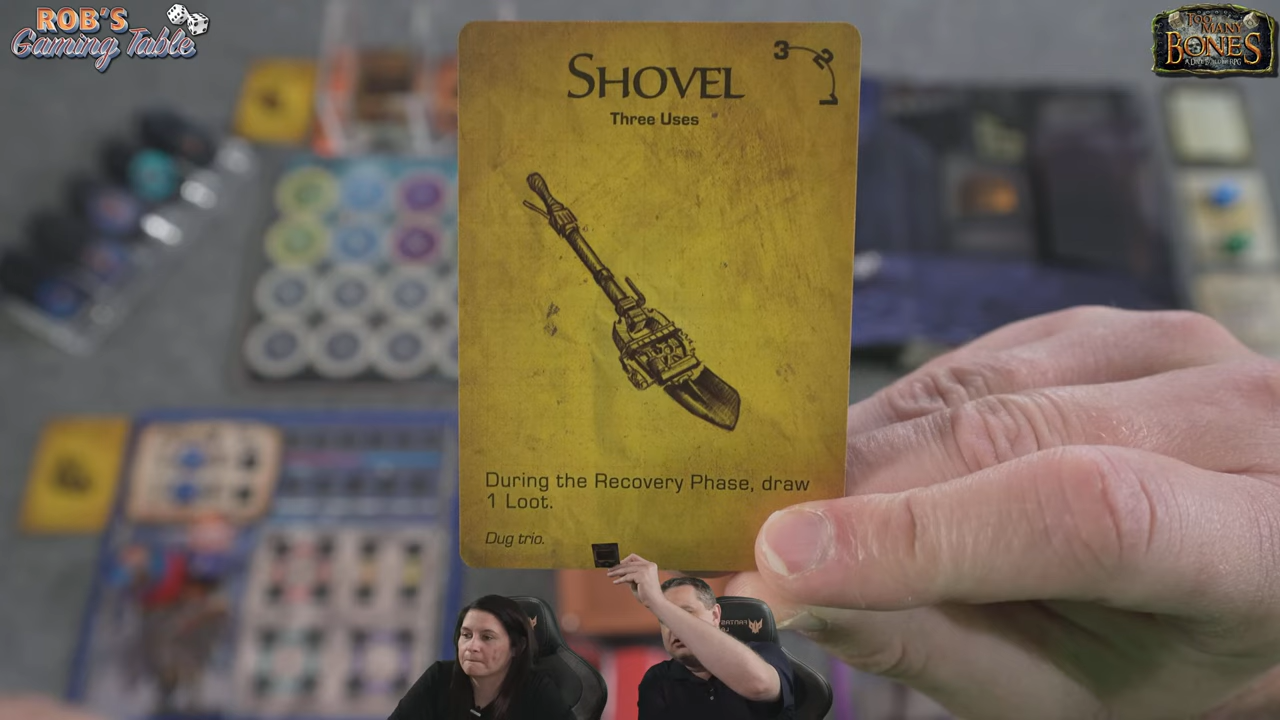 ROB'S
Gaming Table
TOO
MANY
BONES
SHOVEL
3 2 1
Three Uses
During the Recovery Phase, draw
1 Loot.
Dug trio.